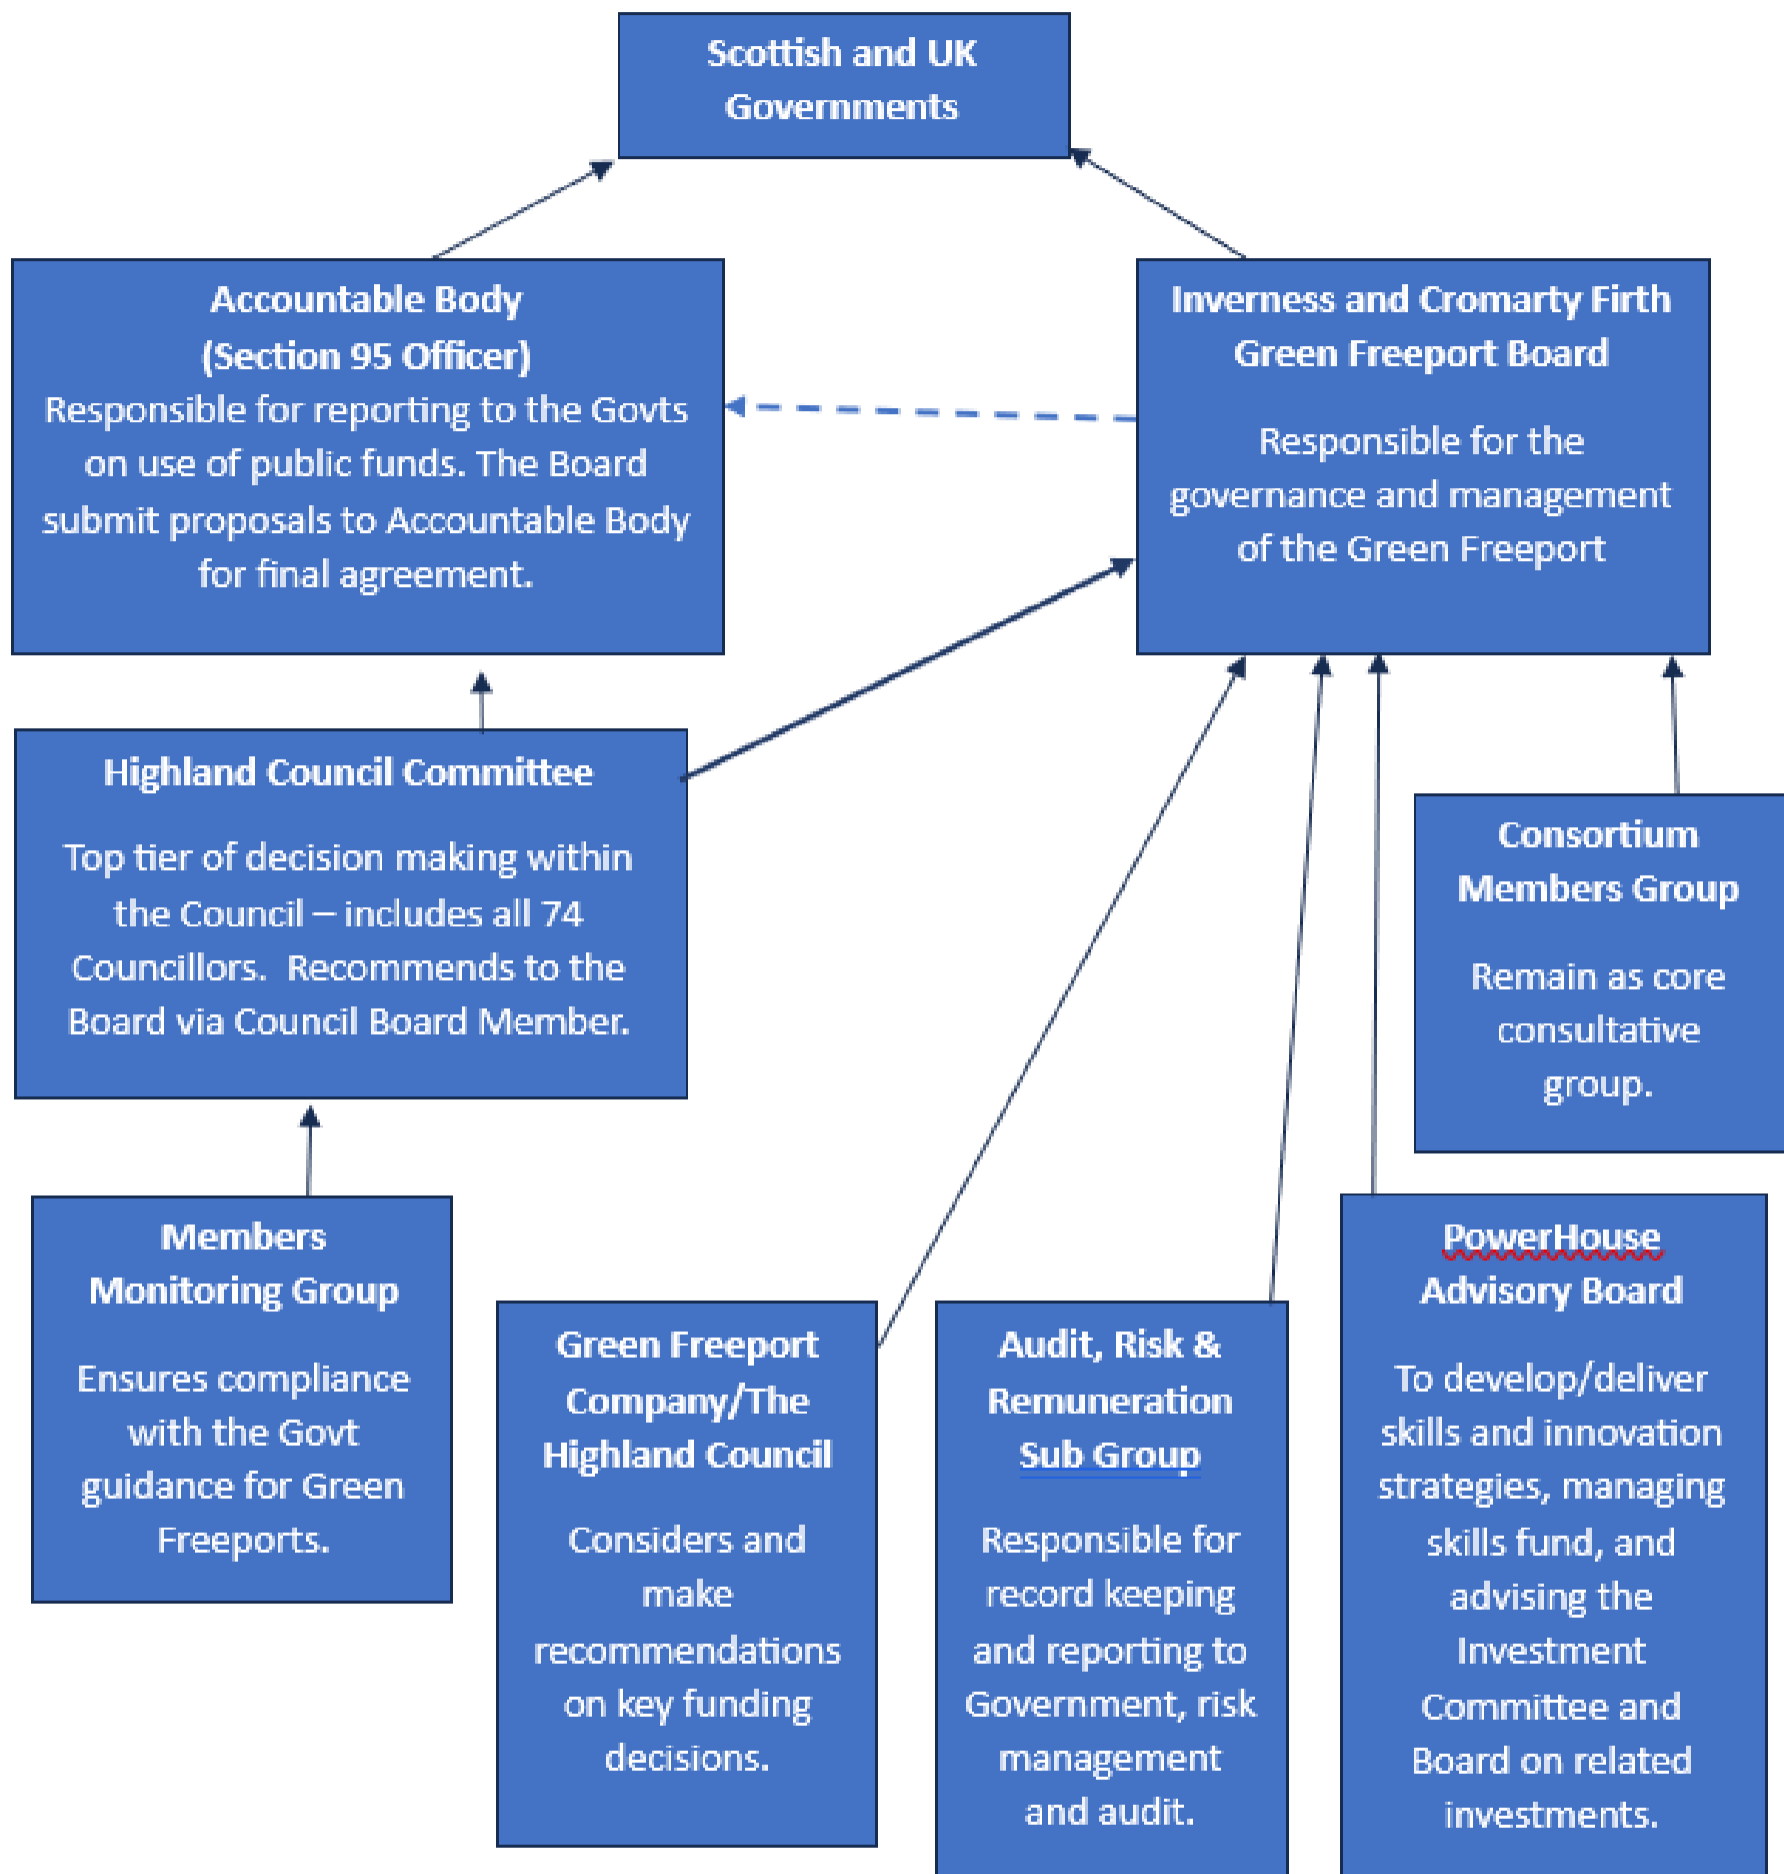 Scottish and UK
Governments
Accountable Body
(Section 95 Officer)
Responsible for reporting to the Govts
on use of public funds. The Board
submit proposals to Accountable Body
for final agreement.
Inverness and Cromarty Firth
Green Freeport Board
Responsible for the
governance and management
of the Green Freeport
Highland Council Committee
Top tier of decision making within
the Council – includes all 74
Councillors.  Recommends to the
Board via Council Board Member.
Consortium
Members Group
Remain as core
consultative
group.
Members
Monitoring Group
Ensures compliance
with the Govt
guidance for Green
Freeports.
Green Freeport
Company/The
Highland Council
Considers and
make
recommendations
on key funding
decisions.
Audit, Risk &
Remuneration
Sub Group
Responsible for
record keeping
and reporting to
Government, risk
management
and audit.
PowerHouse
Advisory Board
To develop/deliver
skills and innovation
strategies, managing
skills fund, and
advising the
Investment
Committee and
Board on related
investments.